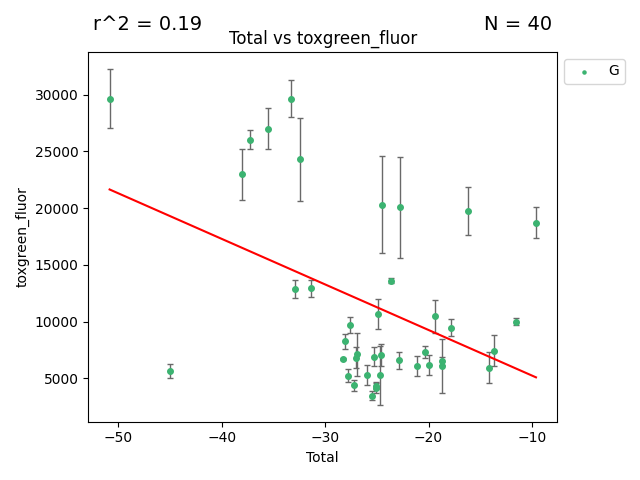 r^2 = 0.19
N = 40
Total vs toxgreen_fluor
G
30000
25000
20000
15000
10000
5000
toxgreen_fluor
−50
−40
−30
−20
−10
Total